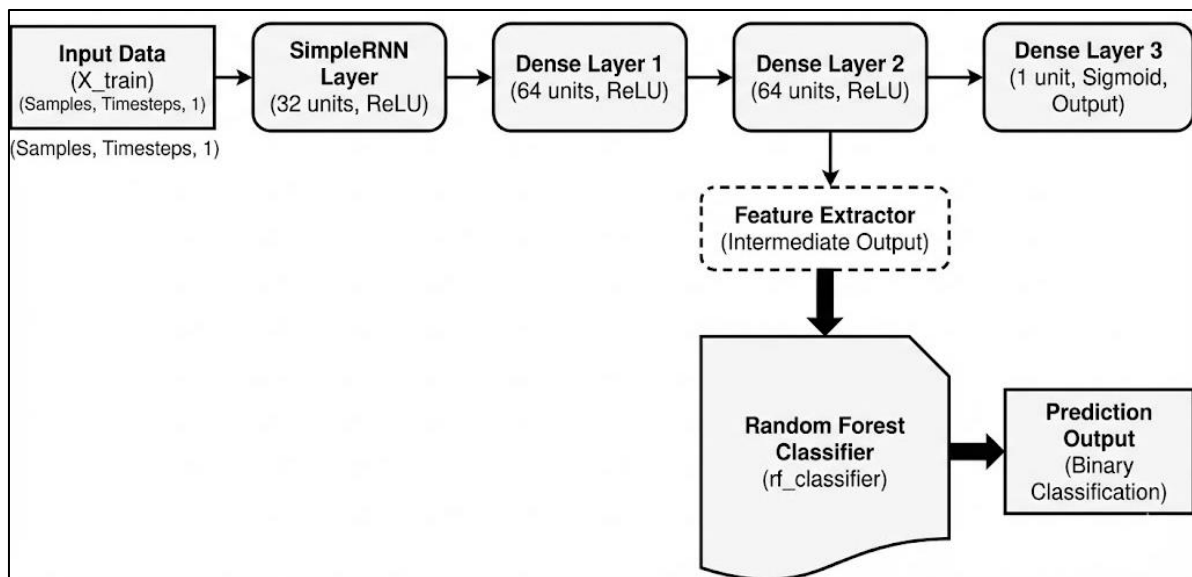 Input Data
(X_train)
(Samples, Timesteps, 1)
(Samples, Timesteps, 1)
SimpleRNN
Layer
(32 units, ReLU)
Dense Layer 1
(64 units, ReLU)
Dense Layer 2
(64 units, ReLU)
Dense Layer 3
(1 unit, Sigmoid,
Output)
Feature Extractor
(Intermediate Output)
Random Forest
Classifier
(rf_classifier)
Prediction
Output
(Binary
Classification)